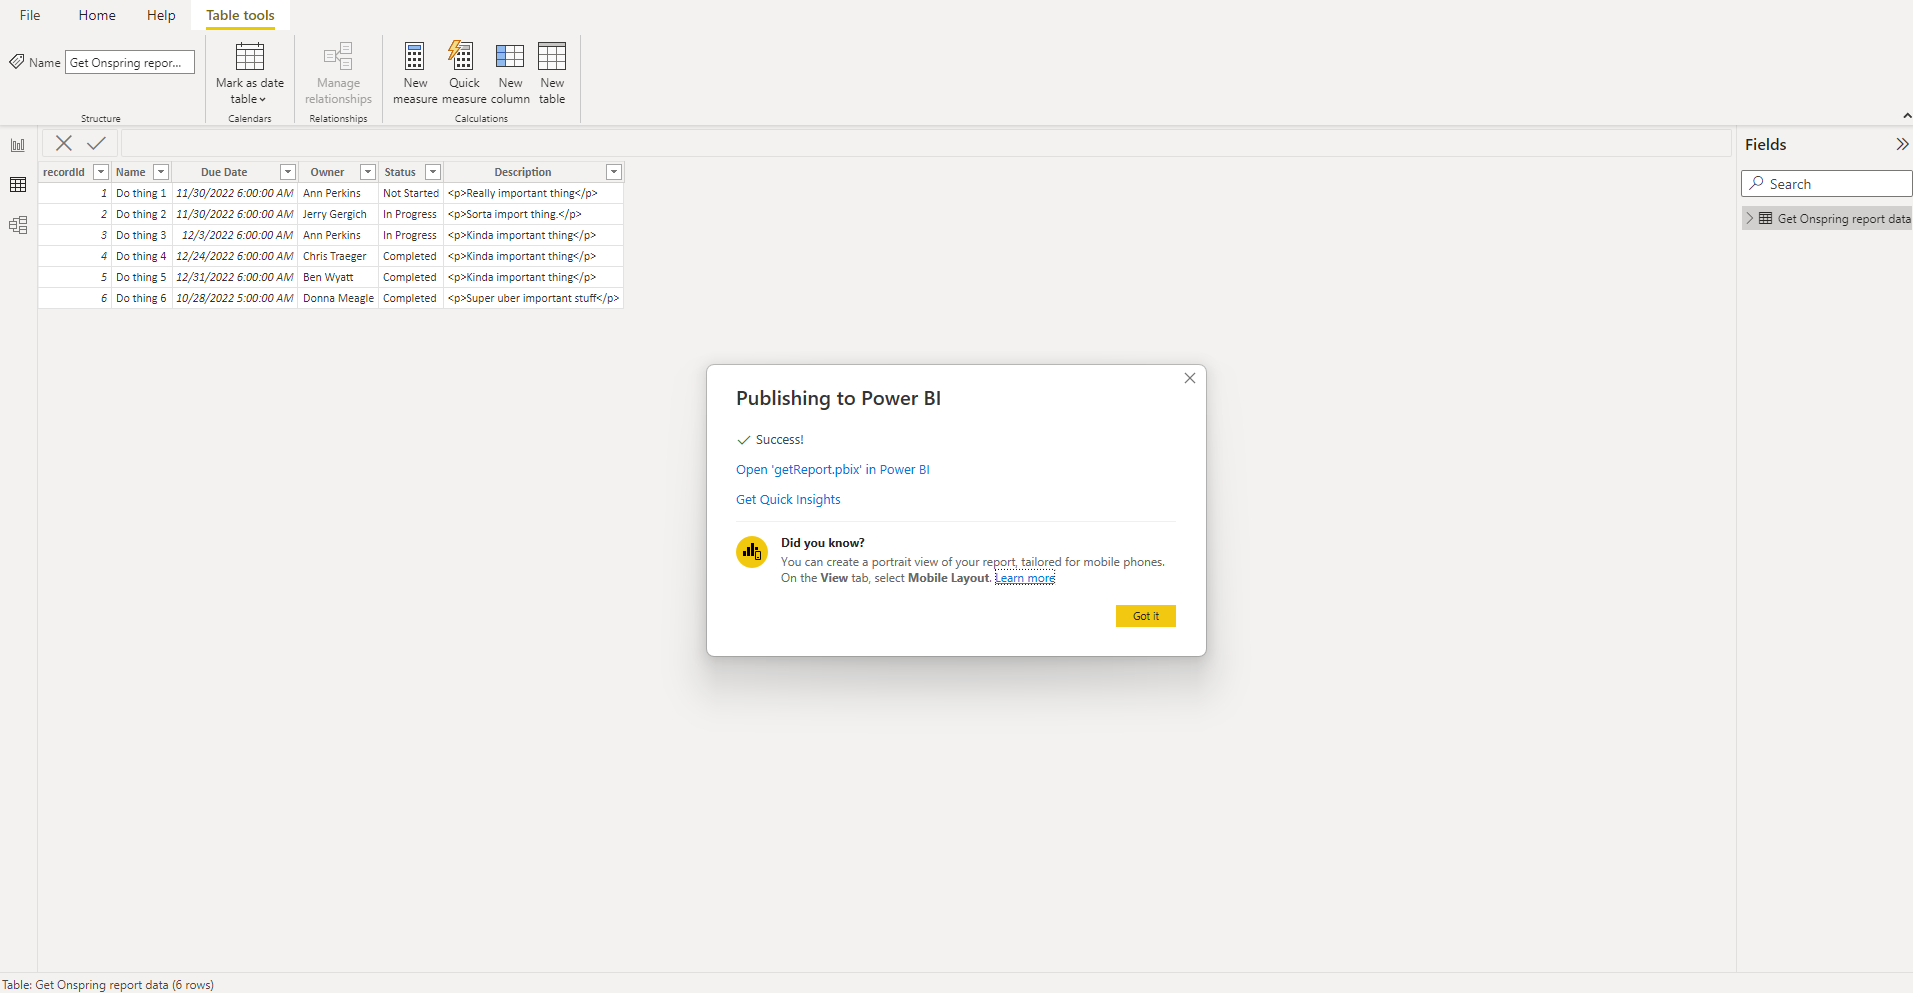 File Home Help Table tools
Name Get Onspring repor...
Mark as date table
Manage relationships
New measure
Quick measure
New column
New table
Structure Calendars Relationships Calculations
Fields
Search
Get Onspring report data
recordId Name Due Date Owner Status Description
1 Do thing 1 11/30/2022 6:00:00 AM Ann Perkins Not Started <p>Really important thing</p>
2 Do thing 2 11/30/2022 6:00:00 AM Jerry Gergich In Progress <p>Sorta import thing.</p>
3 Do thing 3 12/3/2022 6:00:00 AM Ann Perkins In Progress <p>Kinda important thing</p>
4 Do thing 4 12/24/2022 6:00:00 AM Chris Traeger Completed <p>Kinda important thing</p>
5 Do thing 5 12/31/2022 6:00:00 AM Ben Wyatt Completed <p>Kinda important thing</p>
6 Do thing 6 10/28/2022 5:00:00 AM Donna Meagle Completed <p>Super uber important stuff</p>
Publishing to Power BI
Success!
Open 'getReport.pbix' in Power BI
Get Quick Insights
Did you know?
You can create a portrait view of your report, tailored for mobile phones.
On the View tab, select Mobile Layout. Learn more
Got it
Table: Get Onspring report data (6 rows)